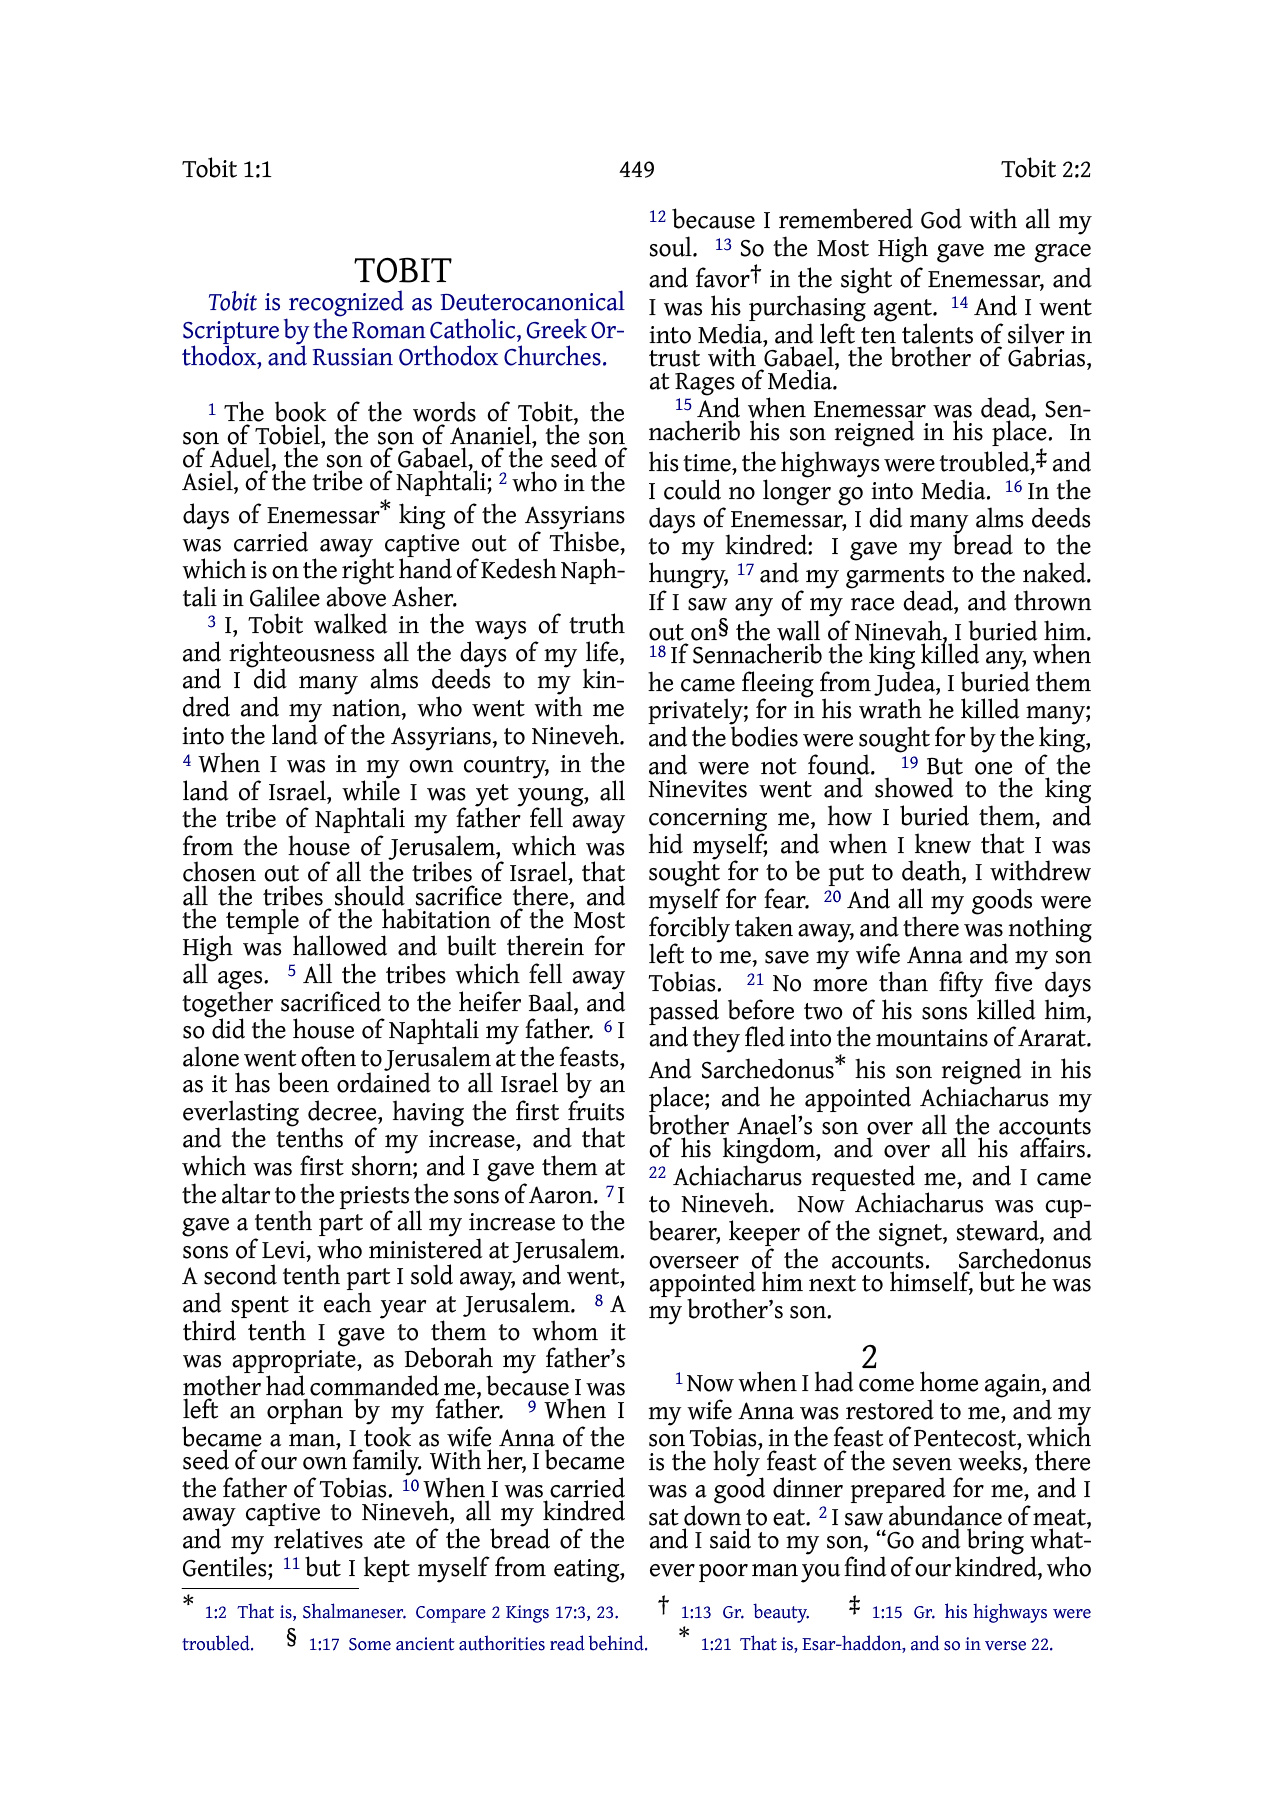 Tobit 1:1 449 Tobit 2:2
TOBIT
Tobit is recognized as Deuterocanonical
Scripture by the Roman Catholic, Greek Or-
thodox, and Russian Orthodox Churches.
1 The book of the words of Tobit, the
son of Tobiel, the son of Ananiel, the son
of Aduel, the son of Gabael, of the seed of
Asiel, of the tribe of Naphtali; 2 who in the
days of Enemessar* king of the Assyrians
was carried away captive out of Thisbe,
which is on the right hand of Kedesh Naph-
tali in Galilee above Asher.
3 I, Tobit walked in the ways of truth
and righteousness all the days of my life,
and I did many alms deeds to my kin-
dred and my nation, who went with me
into the land of the Assyrians, to Nineveh.
4 When I was in my own country, in the
land of Israel, while I was yet young, all
the tribe of Naphtali my father fell away
from the house of Jerusalem, which was
chosen out of all the tribes of Israel, that
all the tribes should sacrifice there, and
the temple of the habitation of the Most
High was hallowed and built therein for
all ages. 5 All the tribes which fell away
together sacrificed to the heifer Baal, and
so did the house of Naphtali my father. 6 I
alone went often to Jerusalem at the feasts,
as it has been ordained to all Israel by an
everlasting decree, having the first fruits
and the tenths of my increase, and that
which was first shorn; and I gave them at
the altar to the priests the sons of Aaron. 7 I
gave a tenth part of all my increase to the
sons of Levi, who ministered at Jerusalem.
A second tenth part I sold away, and went,
and spent it each year at Jerusalem. 8 A
third tenth I gave to them to whom it
was appropriate, as Deborah my father's
mother had commanded me, because I was
left an orphan by my father. 9 When I
became a man, I took as wife Anna of the
seed of our own family. With her, I became
the father of Tobias. 10 When I was carried
away captive to Nineveh, all my kindred
and my relatives ate of the bread of the
Gentiles; 11 but I kept myself from eating,
12 because I remembered God with all my
soul. 13 So the Most High gave me grace
and favor† in the sight of Enemessar, and
I was his purchasing agent. 14 And I went
into Media, and left ten talents of silver in
trust with Gabael, the brother of Gabrias,
at Rages of Media.
15 And when Enemessar was dead, Sen-
nacherib his son reigned in his place. In
his time, the highways were troubled,‡ and
I could no longer go into Media. 16 In the
days of Enemessar, I did many alms deeds
to my kindred: I gave my bread to the
hungry, 17 and my garments to the naked.
If I saw any of my race dead, and thrown
out on§ the wall of Ninevah, I buried him.
18 If Sennacherib the king killed any, when
he came fleeing from Judea, I buried them
privately; for in his wrath he killed many;
and the bodies were sought for by the king,
and were not found. 19 But one of the
Ninevites went and showed to the king
concerning me, how I buried them, and
hid myself; and when I knew that I was
sought for to be put to death, I withdrew
myself for fear. 20 And all my goods were
forcibly taken away, and there was nothing
left to me, save my wife Anna and my son
Tobias. 21 No more than fifty five days
passed before two of his sons killed him,
and they fled into the mountains of Ararat.
And Sarchedonus* his son reigned in his
place; and he appointed Achiacharus my
brother Anael's son over all the accounts
of his kingdom, and over all his affairs.
22 Achiacharus requested me, and I came
to Nineveh. Now Achiacharus was cup-
bearer, keeper of the signet, steward, and
overseer of the accounts. Sarchedonus
appointed him next to himself, but he was
my brother's son.
2
1 Now when I had come home again, and
my wife Anna was restored to me, and my
son Tobias, in the feast of Pentecost, which
is the holy feast of the seven weeks, there
was a good dinner prepared for me, and I
sat down to eat. 2 I saw abundance of meat,
and I said to my son, “Go and bring what-
ever poor man you find of our kindred, who
* 1:2 That is, Shalmaneser. Compare 2 Kings 17:3, 23. † 1:13 Gr. beauty. ‡ 1:15 Gr. his highways were
troubled. § 1:17 Some ancient authorities read behind. * 1:21 That is, Esar-haddon, and so in verse 22.